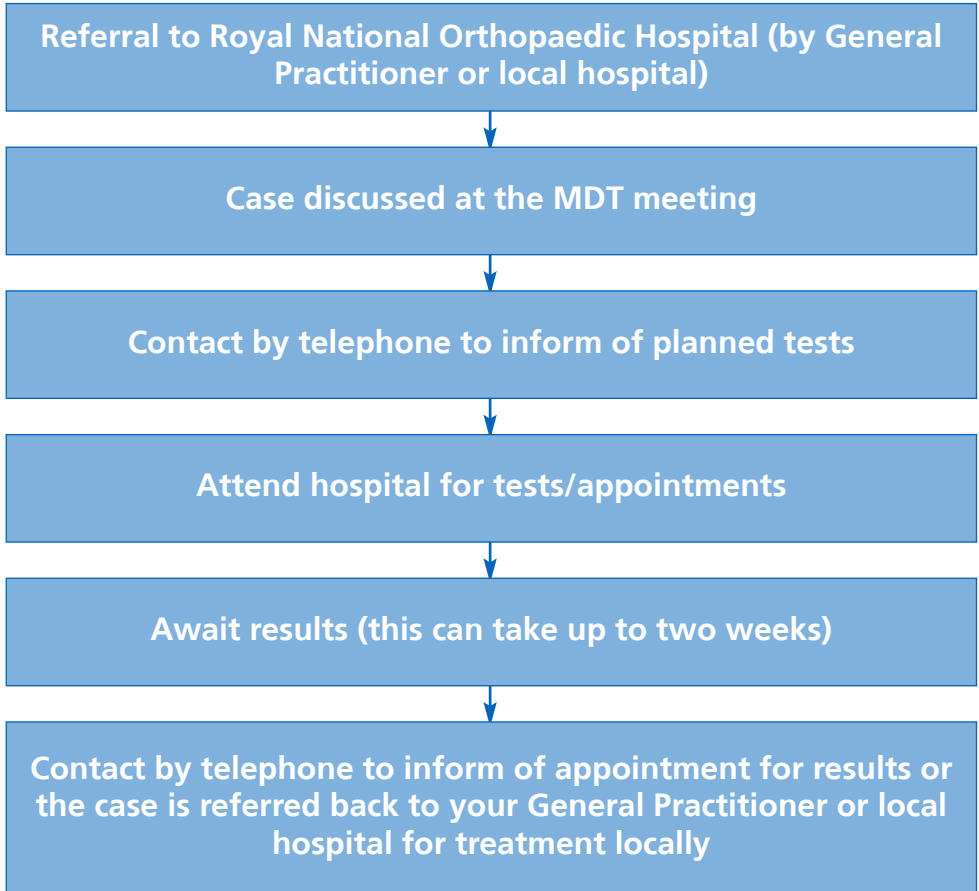 Referral to Royal National Orthopaedic Hospital (by General
Practitioner or local hospital)
Case discussed at the MDT meeting
Contact by telephone to inform of planned tests
Attend hospital for tests/appointments
Await results (this can take up to two weeks)
Contact by telephone to inform of appointment for results or
the case is referred back to your General Practitioner or local
hospital for treatment locally